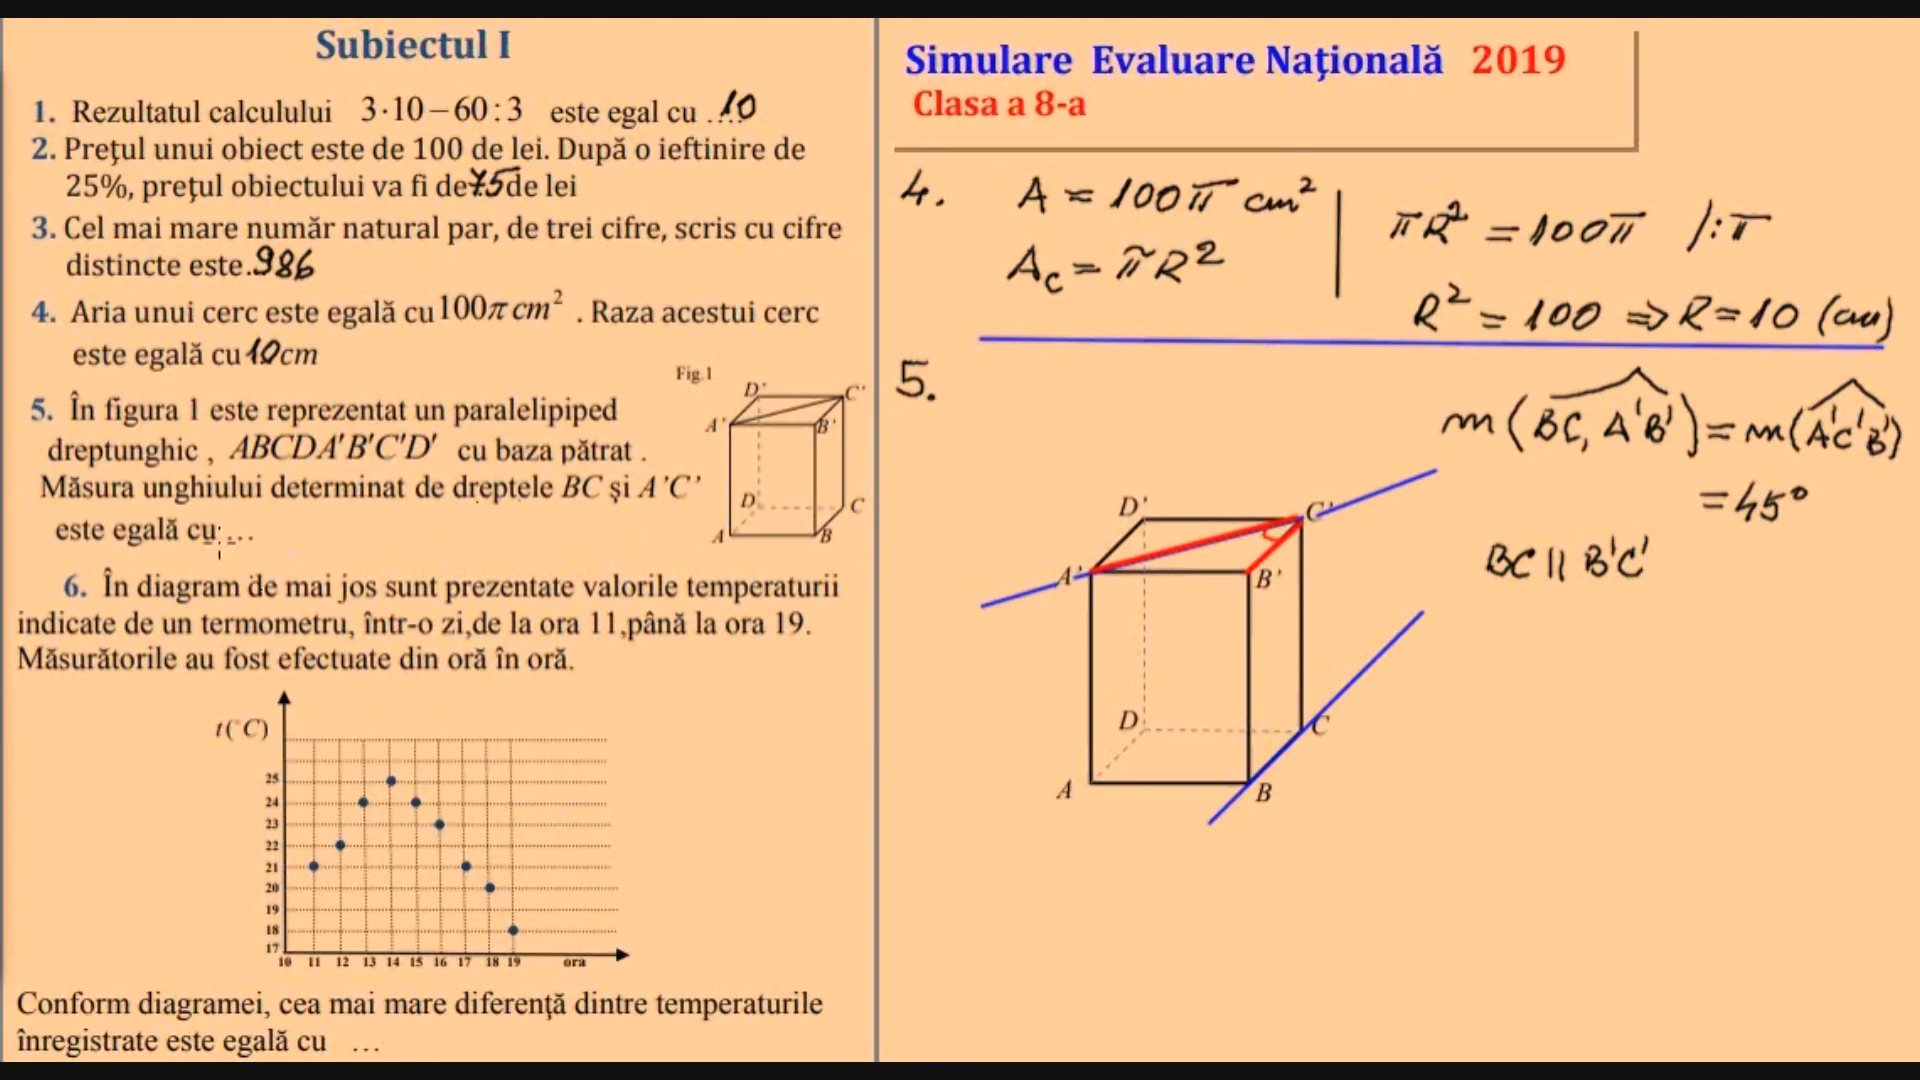 Subiectul I
1. Rezultatul calculului 3·10−60:3 este egal cu ...10
2. Prețul unui obiect este de 100 de lei. După o ieftinire de
25%, prețul obiectului va fi de 75 de lei
3. Cel mai mare număr natural par, de trei cifre, scris cu cifre
distincte este.986
4. Aria unui cerc este egală cu 100π cm² . Raza acestui cerc
este egală cu 10 cm
Fig.1
5. În figura 1 este reprezentat un paralelipiped
dreptunghic , ABCDA'B'C'D' cu baza pătrat .
Măsura unghiului determinat de dreptele BC și A'C'
este egală cu ...
D' C'
A' B'
D C
A B
6. În diagram de mai jos sunt prezentate valorile temperaturii
indicate de un termometru, într-o zi,de la ora 11,până la ora 19.
Măsurătorile au fost efectuate din oră în oră.
t(°C)
25
24
23
22
21
20
19
18
17
10 11 12 13 14 15 16 17 18 19 ora
Conform diagramei, cea mai mare diferență dintre temperaturile
înregistrate este egală cu ...
Simulare Evaluare Națională 2019
Clasa a 8-a
4. A = 100π cm²
A_C = πR²
πR² = 100π /:π
R² = 100 ⇒ R = 10 (cm)
5.
m(BC, A'B') = m(A'C'B')
= 45°
BC || B'C'
D' C'
A' B'
D C
A B